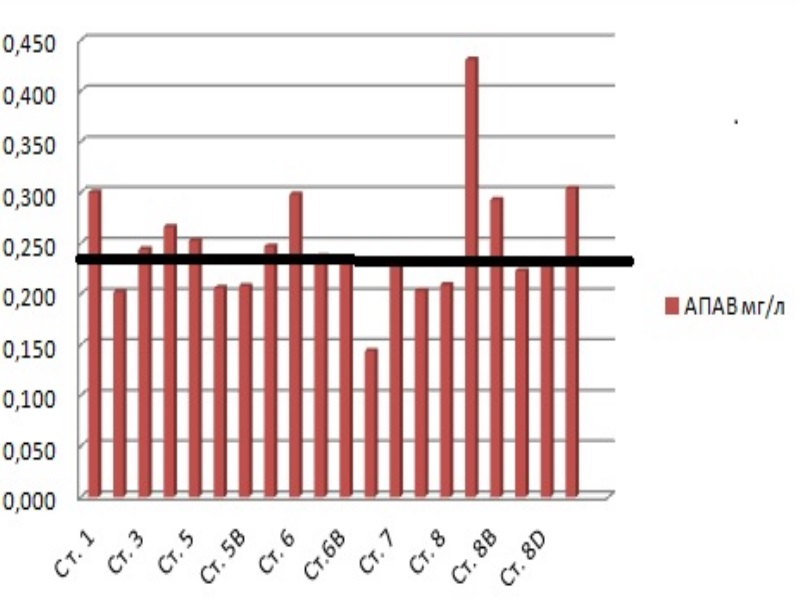 0,450
0,400
0,350
0,300
0,250
0,200
0,150
0,100
0,050
0,000
Ст. 1
Ст. 3
Ст. 5
Ст. 5В
Ст. 6
Ст.6В
Ст. 7
Ст. 8
Ст. 8В
Ст. 8D
АПАВ мг/л